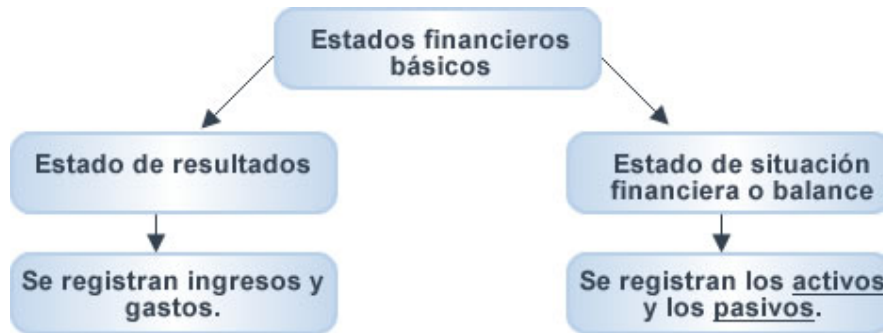 Estados financieros
básicos
Estado de resultados
Estado de situación
financiera o balance
Se registran ingresos y
gastos.
Se registran los activos
y los pasivos.